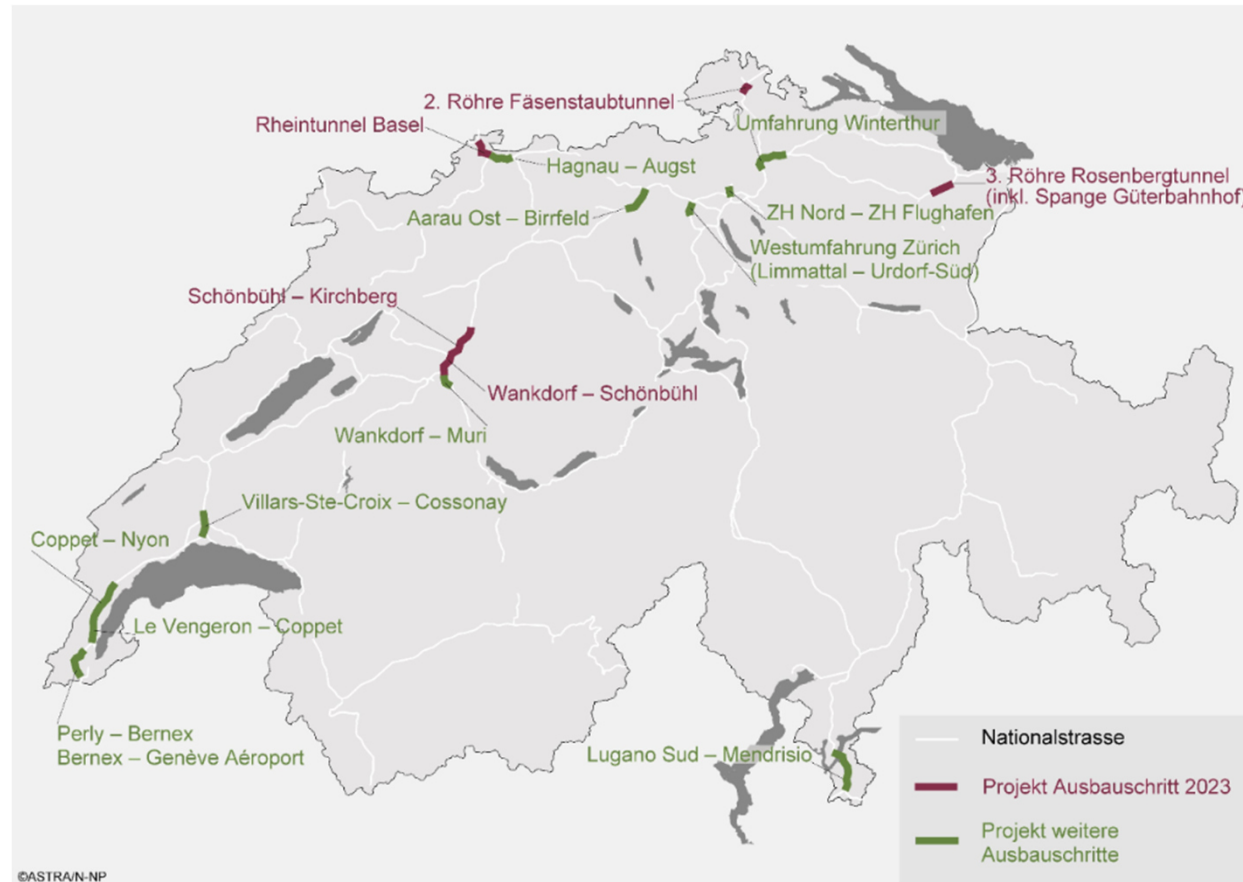 2. Röhre Fäsenstaubtunnel
Rheintunnel Basel
Umfahrung Winterthur
Hagnau – Augst
3. Röhre Rosenbergtunnel
(inkl. Spange Güterbahnhof)
Aarau Ost – Birrfeld
ZH Nord – ZH Flughafen
Westumfahrung Zürich
(Limmattal – Urdorf-Süd)
Schönbühl – Kirchberg
Wankdorf – Schönbühl
Wankdorf – Muri
Villars-Ste-Croix – Cossonay
Coppet – Nyon
Le Vengeron – Coppet
Perly – Bernex
Bernex – Genève Aéroport
Lugano Sud – Mendrisio
Nationalstrasse
Projekt Ausbauschritt 2023
Projekt weitere
Ausbauschritte
©ASTRA/N-NP